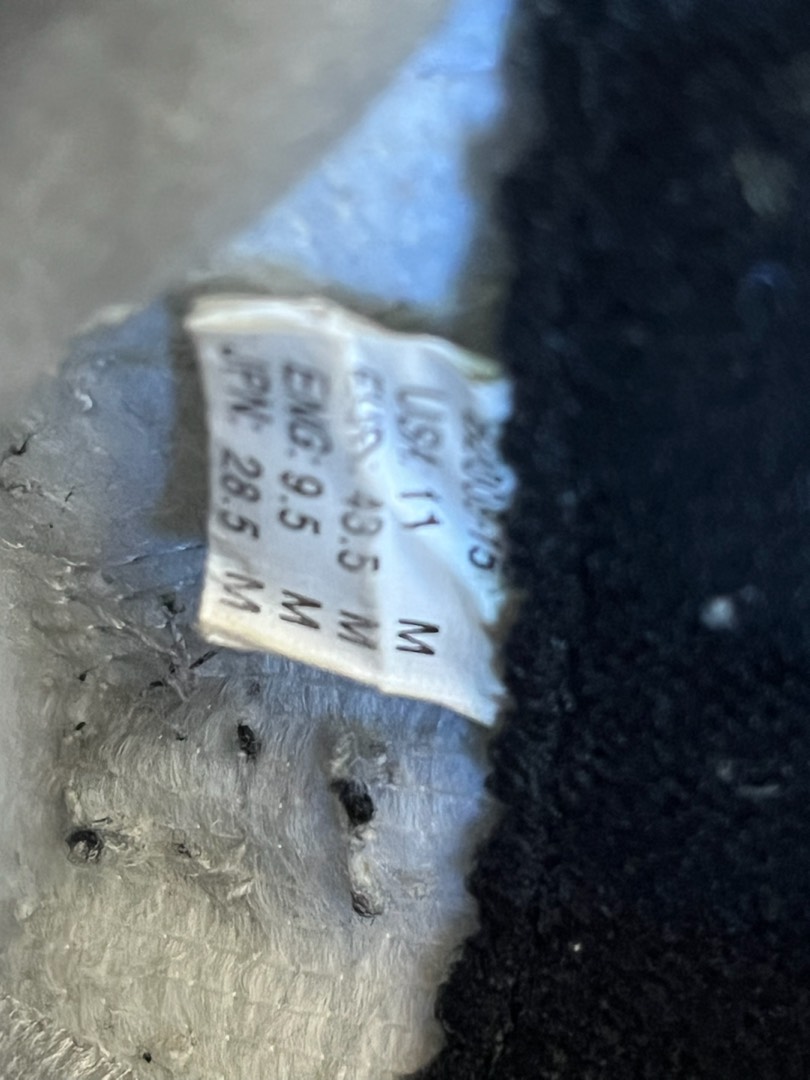 USA 11 M
EUR: 43.5 M
ENG: 9.5 M
JPN: 28.5 M